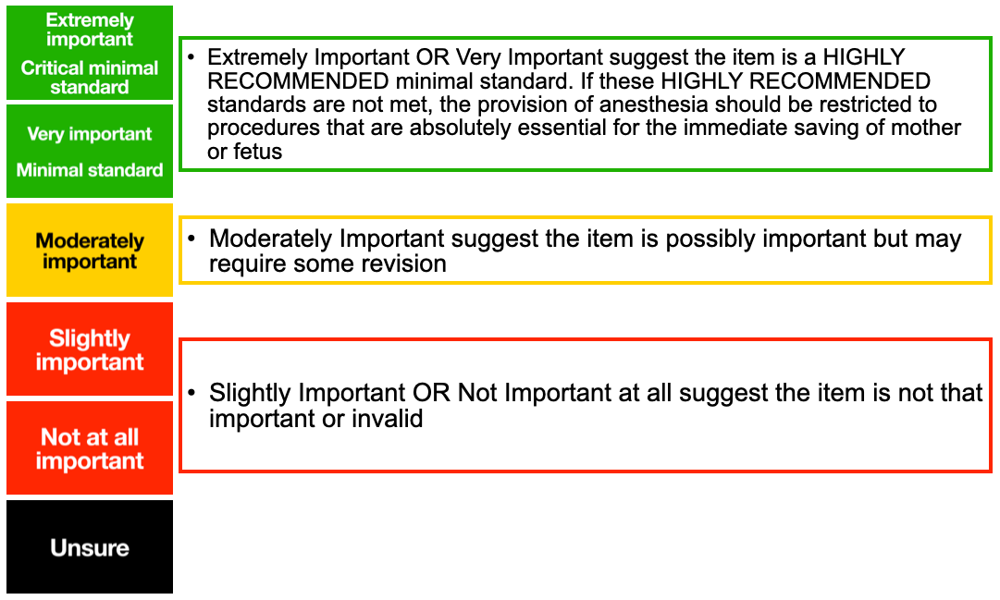 Extremely
important
Critical minimal
standard
• Extremely Important OR Very Important suggest the item is a HIGHLY
RECOMMENDED minimal standard. If these HIGHLY RECOMMENDED
standards are not met, the provision of anesthesia should be restricted to
procedures that are absolutely essential for the immediate saving of mother
or fetus
Very important
Minimal standard
Moderately
important
• Moderately Important suggest the item is possibly important but may
require some revision
Slightly
important
• Slightly Important OR Not Important at all suggest the item is not that
important or invalid
Not at all
important
Unsure